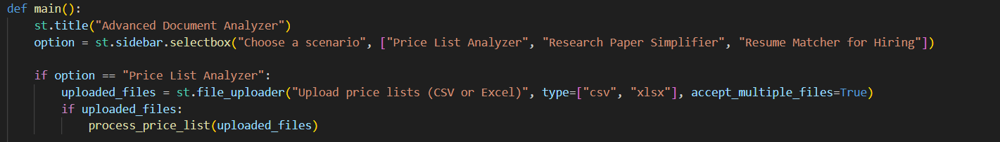 def main():
    st.title("Advanced Document Analyzer")
    option = st.sidebar.selectbox("Choose a scenario", ["Price List Analyzer", "Research Paper Simplifier", "Resume Matcher for Hiring"])
    if option == "Price List Analyzer":
        uploaded_files = st.file_uploader("Upload price lists (CSV or Excel)", type=["csv", "xlsx"], accept_multiple_files=True)
        if uploaded_files:
            process_price_list(uploaded_files)